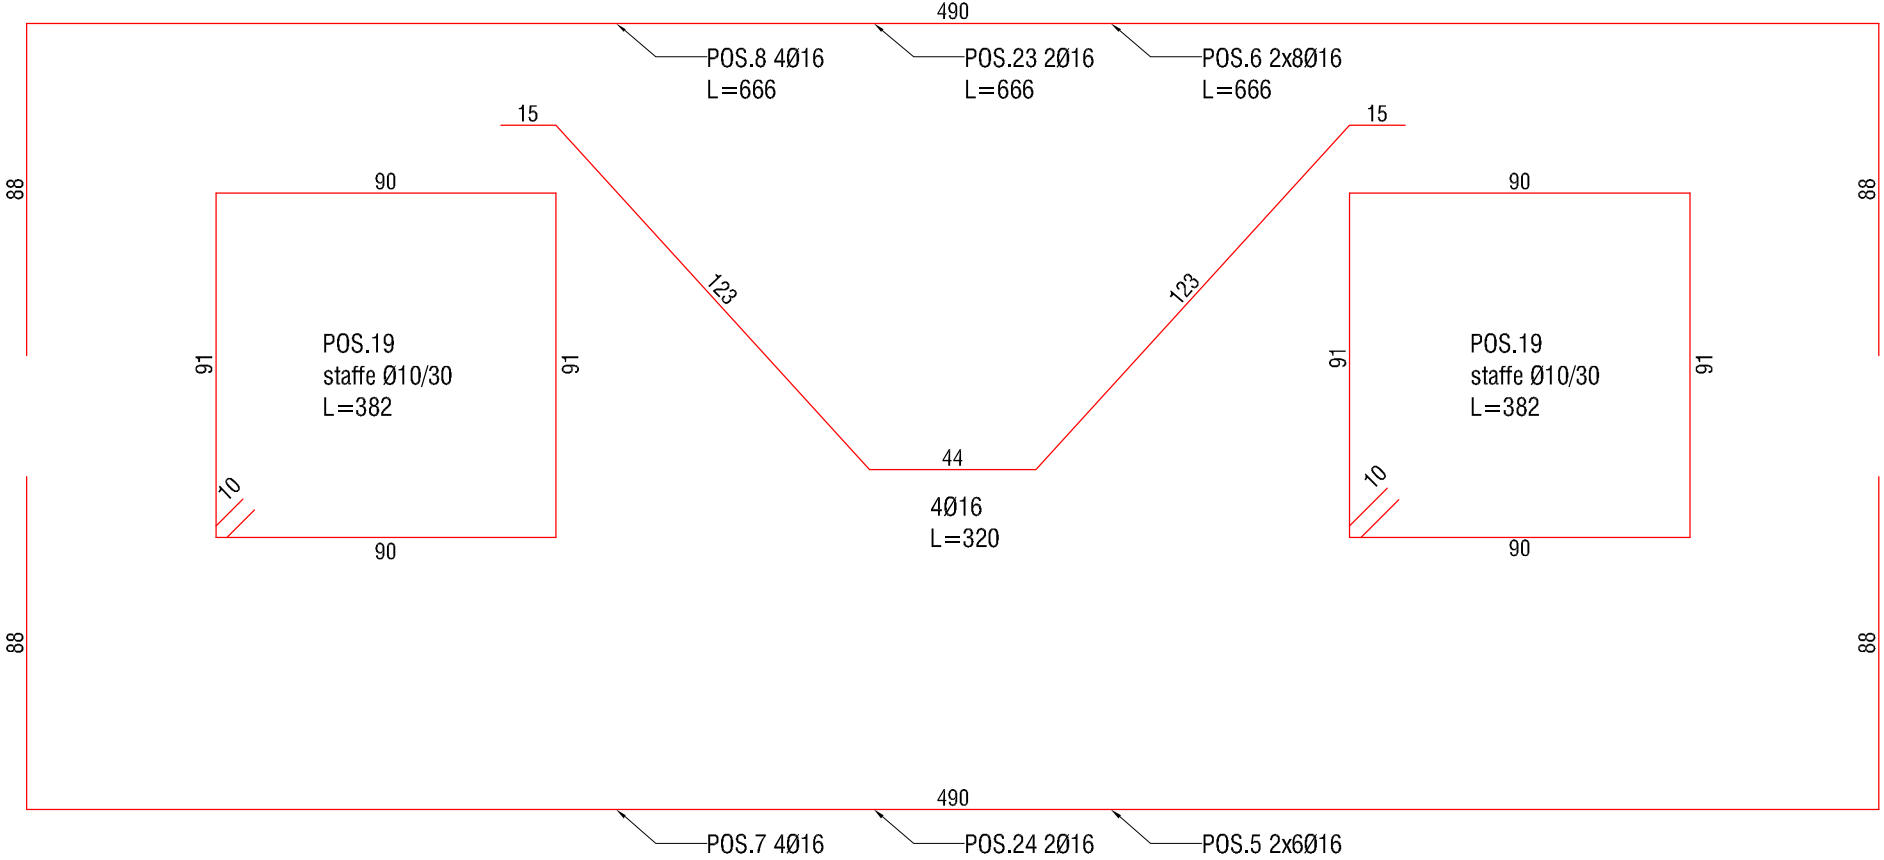 490
POS.8 4Ø16
L=666
POS.23 2Ø16
L=666
POS.6 2x8Ø16
L=666
15
15
88
90
90
88
123
123
91
POS.19
staffe Ø10/30
L=382
91
91
POS.19
staffe Ø10/30
L=382
91
44
10
10
4Ø16
L=320
90
90
88
88
490
POS.7 4Ø16
POS.24 2Ø16
POS.5 2x6Ø16